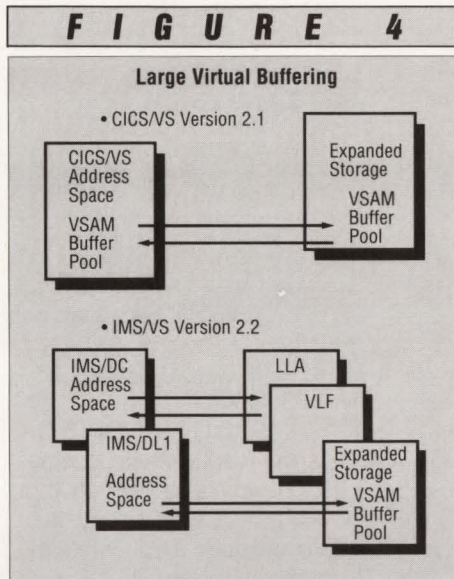 FIGURE 4
Large Virtual Buffering
• CICS/VS Version 2.1
CICS/VS
Address
Space
VSAM
Buffer
Pool
Expanded
Storage
VSAM
Buffer
Pool
• IMS/VS Version 2.2
IMS/DC
Address
Space
LLA
VLF
IMS/DL1
Address
Space
Expanded
Storage
VSAM
Buffer
Pool